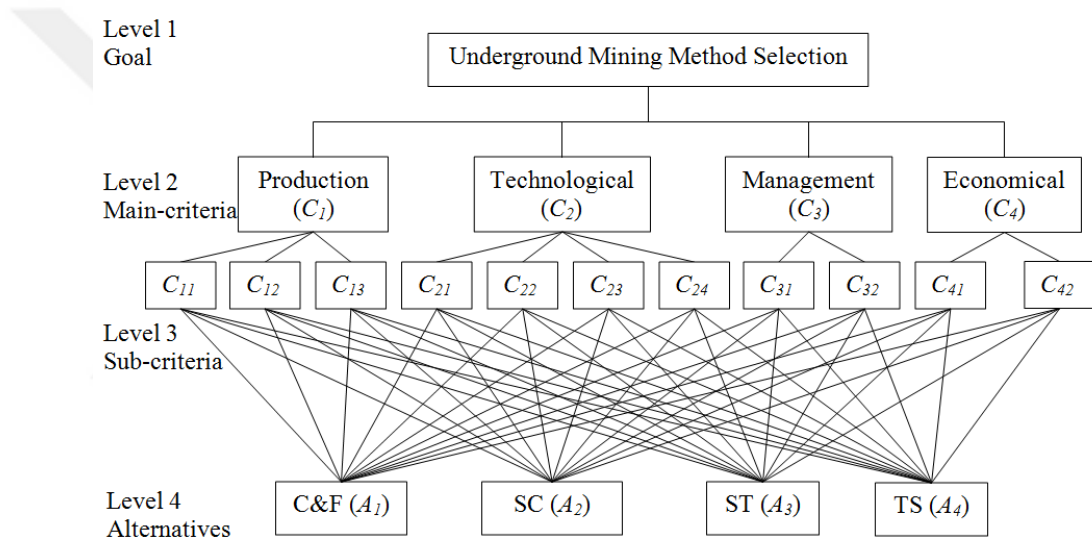 Level 1
Goal
Underground Mining Method Selection
Level 2
Main-criteria
Production
(C1)
Technological
(C2)
Management
(C3)
Economical
(C4)
C11
C12
C13
C21
C22
C23
C24
C31
C32
C41
C42
Level 3
Sub-criteria
Level 4
Alternatives
C&F (A1)
SC (A2)
ST (A3)
TS (A4)